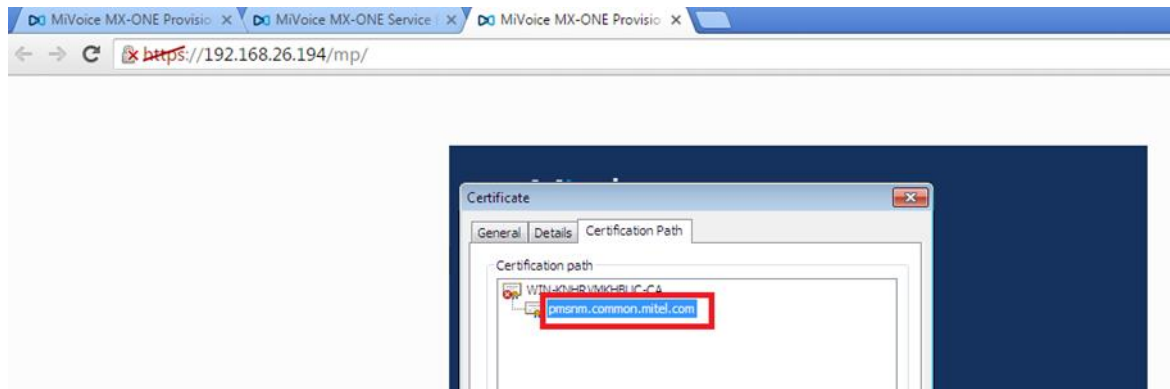 MiVoice MX-ONE Provisio MiVoice MX-ONE Service MiVoice MX-ONE Provisio
https://192.168.26.194/mp/
Certificate
General Details Certification Path
Certification path
pmsnm.common.mitel.com